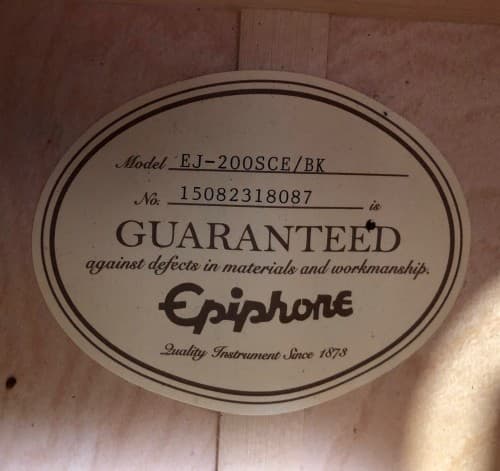 Model EJ-200SCE/BK
No. 15082318087 is
GUARANTEED
against defects in materials and workmanship.
Epiphone
Quality Instrument Since 1873